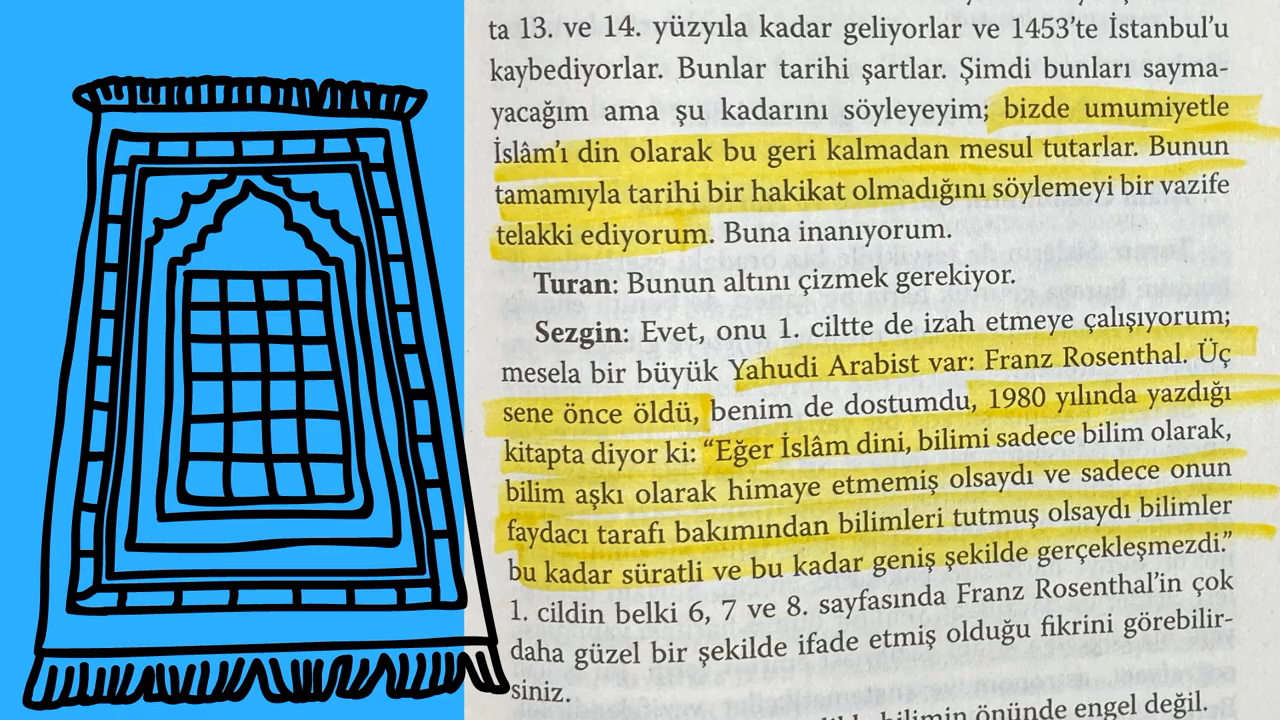 ta 13. ve 14. yüzyıla kadar geliyorlar ve 1453'te İstanbul'u
kaybediyorlar. Bunlar tarihi şartlar. Şimdi bunları sayma-
yacağım ama şu kadarını söyleyeyim; bizde umumiyetle
İslâm'ı din olarak bu geri kalmadan mesul tutarlar. Bunun
tamamıyla tarihi bir hakikat olmadığını söylemeyi bir vazife
telakki ediyorum. Buna inanıyorum.
Turan: Bunun altını çizmek gerekiyor.
Sezgin: Evet, onu 1. ciltte de izah etmeye çalışıyorum;
mesela bir büyük Yahudi Arabist var: Franz Rosenthal. Üç
sene önce öldü, benim de dostumdu, 1980 yılında yazdığı
kitapta diyor ki: “Eğer İslâm dini, bilimi sadece bilim olarak,
bilim aşkı olarak himaye etmemiş olsaydı ve sadece onun
faydacı tarafı bakımından bilimleri tutmuş olsaydı bilimler
bu kadar süratli ve bu kadar geniş şekilde gerçekleşmezdi.”
1. cildin belki 6, 7 ve 8. sayfasında Franz Rosenthal'in çok
daha güzel bir şekilde ifade etmiş olduğu fikrini görebilir-
siniz.
bilimin önünde engel değil.